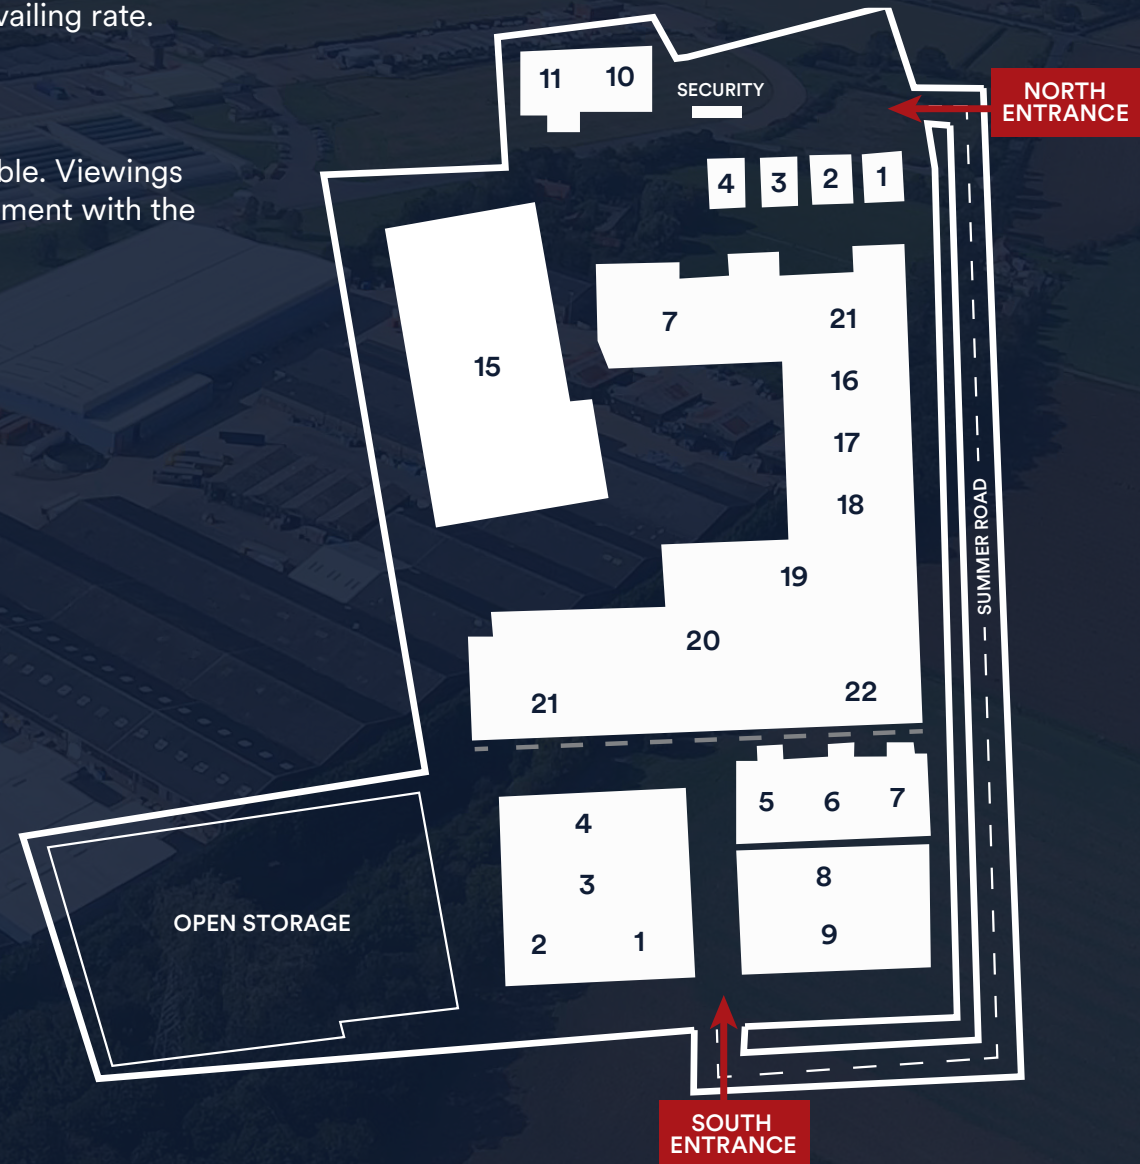 vailing rate.
ble. Viewings
ment with the
11 10
SECURITY
NORTH
ENTRANCE
4 3 2 1
7 21
15
16
17
18
SUMMER ROAD
19
20
21 22
5 6 7
4
8
3
OPEN STORAGE
9
2 1
SOUTH
ENTRANCE